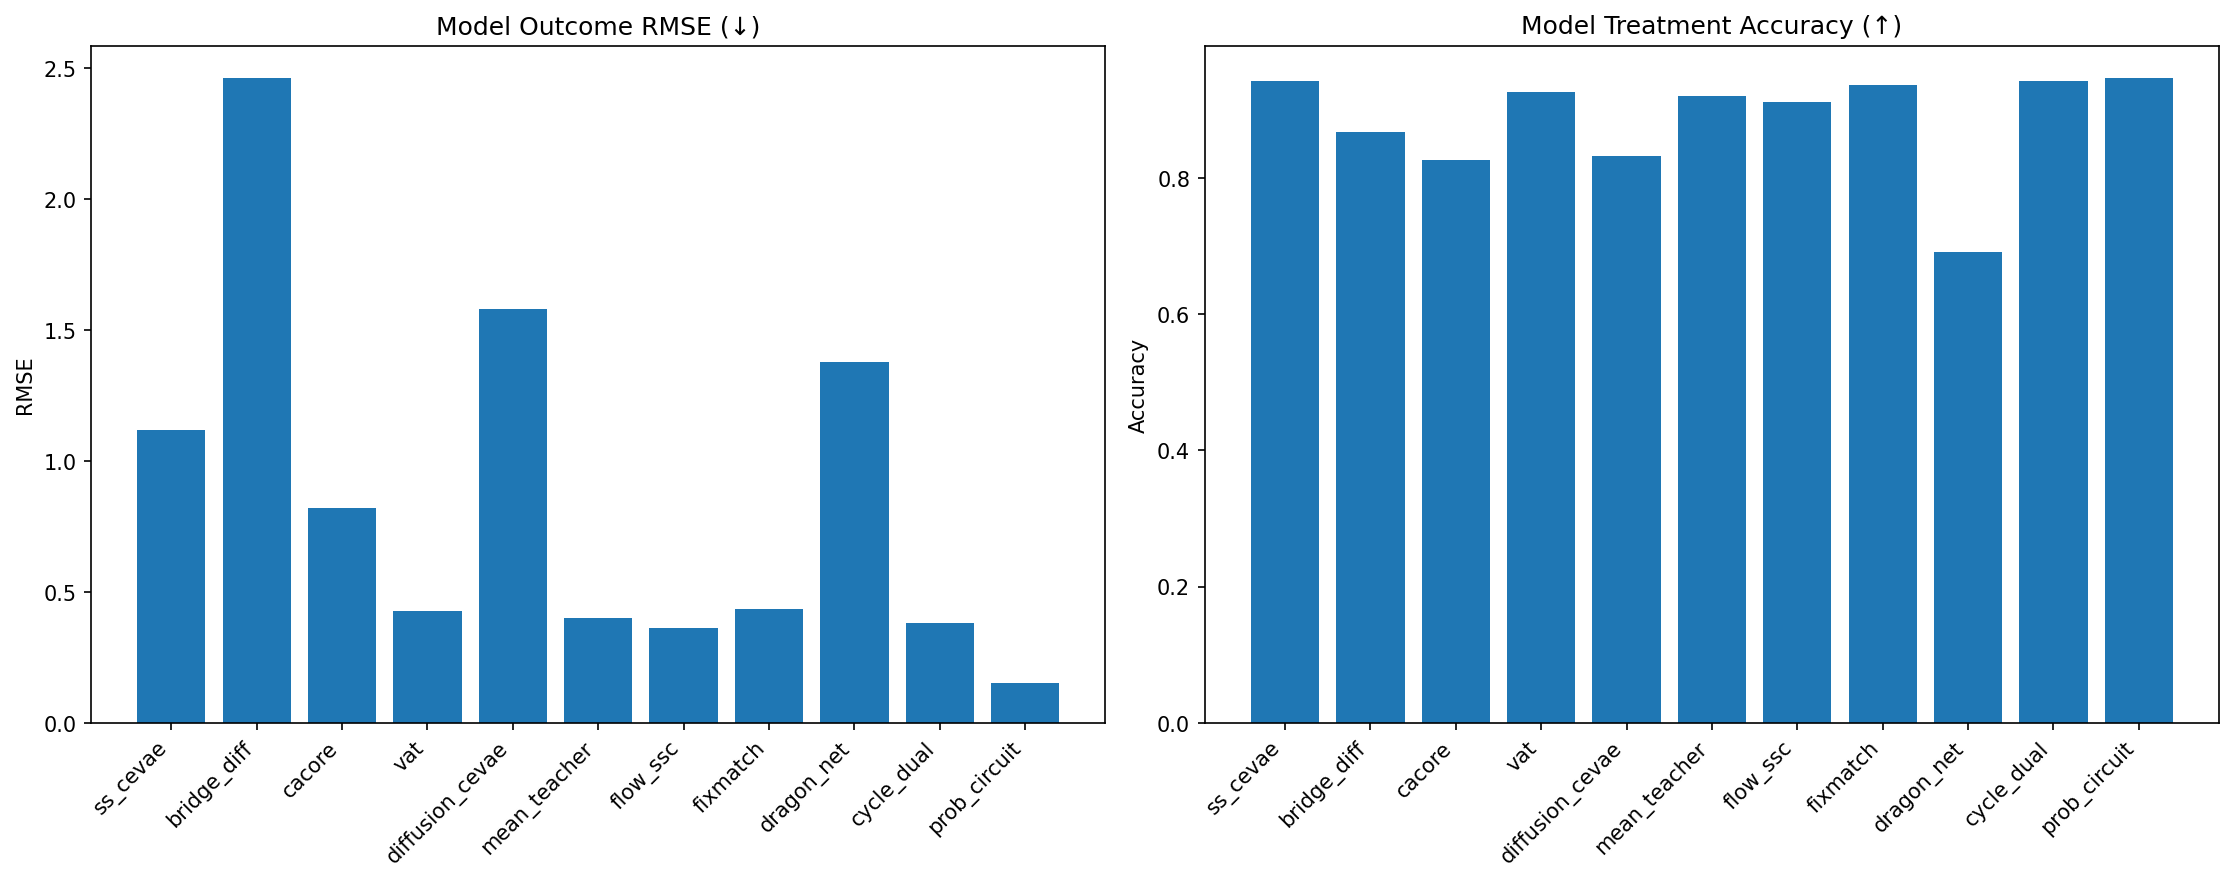 Model Outcome RMSE (↓)
RMSE
2.5
2.0
1.5
1.0
0.5
0.0
ss_cevae
bridge_diff
cacore
vat
diffusion_cevae
mean_teacher
flow_ssc
fixmatch
dragon_net
cycle_dual
prob_circuit
Model Treatment Accuracy (↑)
Accuracy
0.8
0.6
0.4
0.2
0.0
ss_cevae
bridge_diff
cacore
vat
diffusion_cevae
mean_teacher
flow_ssc
fixmatch
dragon_net
cycle_dual
prob_circuit